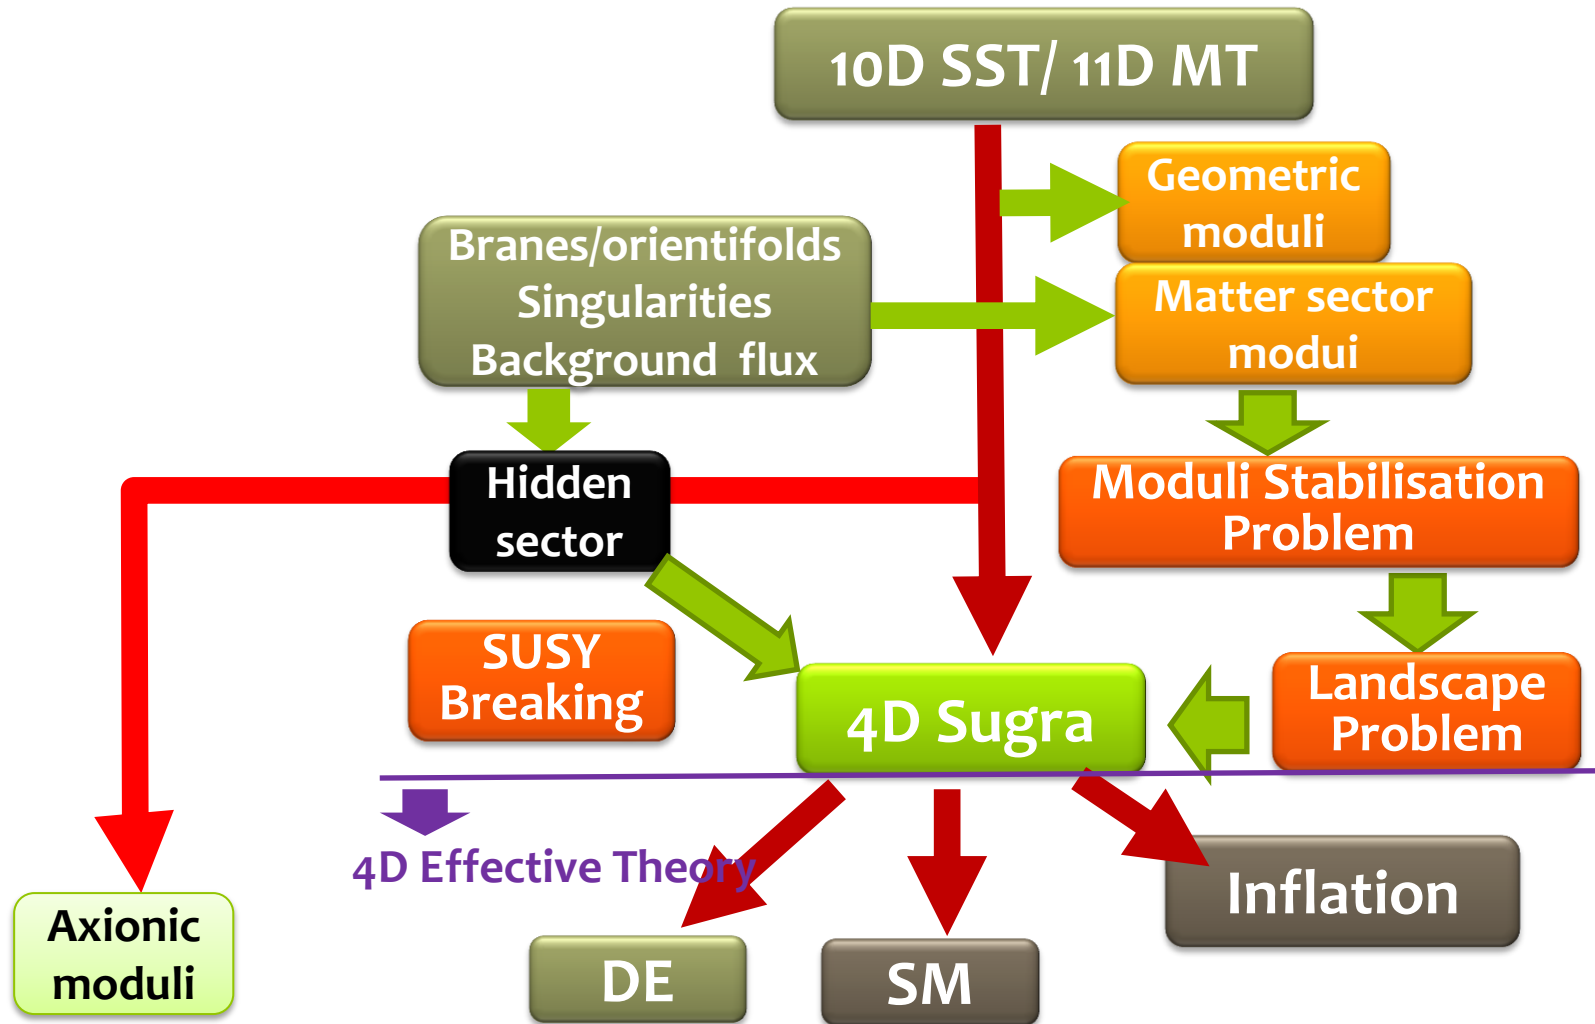 10D SST/ 11D MT
Geometric
moduli
Branes/orientifolds
Singularities
Background flux
Matter sector
modui
Hidden
sector
Moduli Stabilisation
Problem
SUSY
Breaking
4D Sugra
Landscape
Problem
4D Effective Theory
Inflation
Axionic
moduli
DE
SM